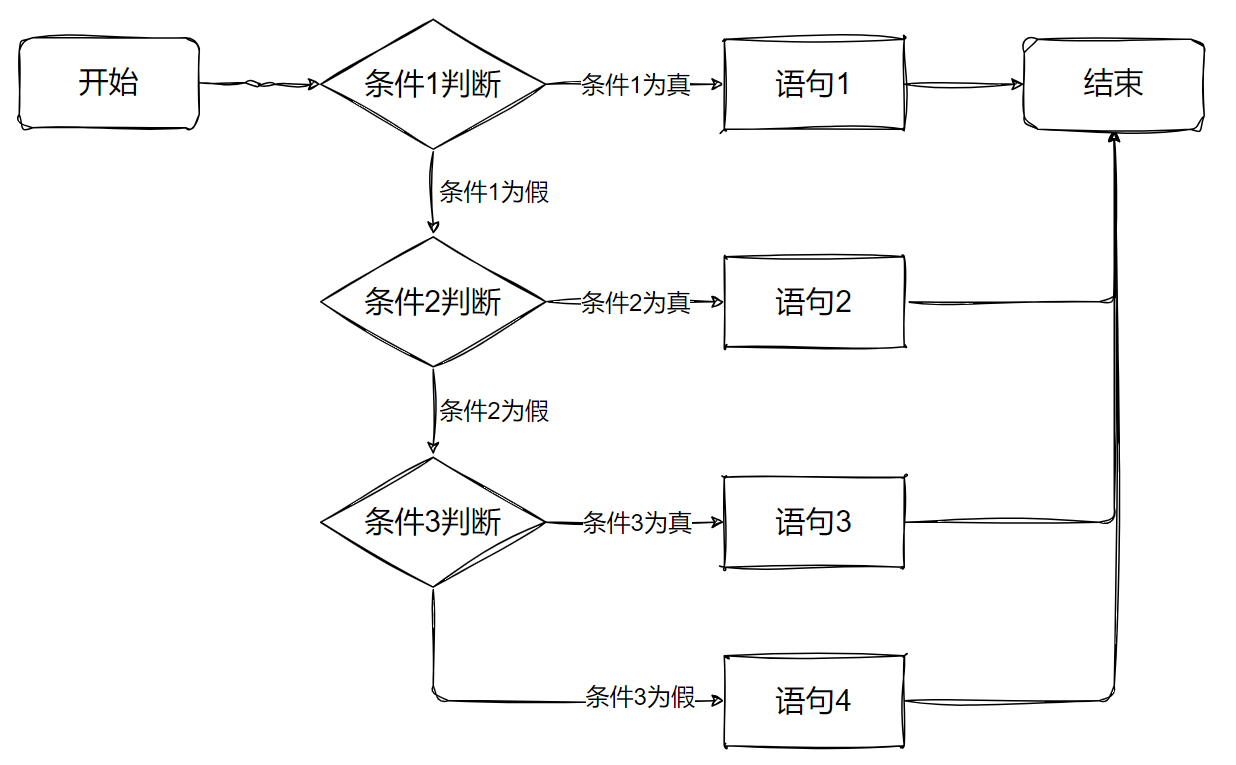 开始
条件1判断
条件1为真
语句1
结束
条件1为假
条件2判断
条件2为真
语句2
条件2为假
条件3判断
条件3为真
语句3
条件3为假
语句4